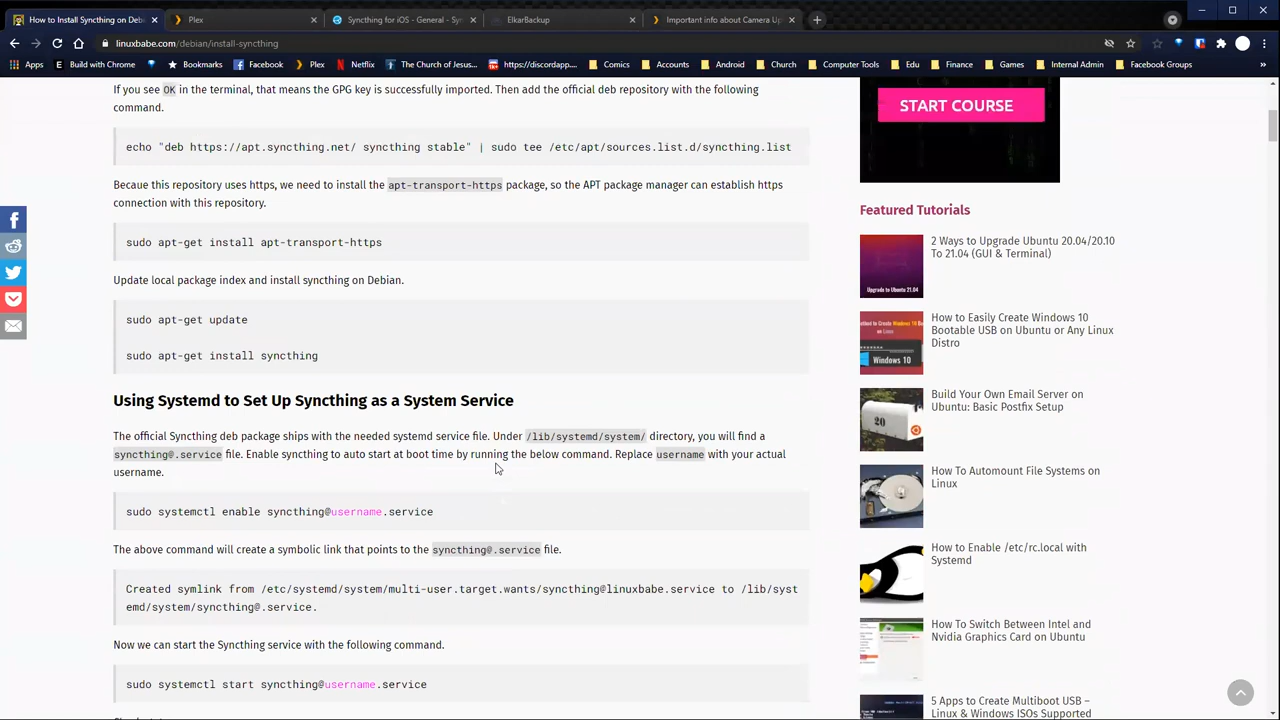 How to Install Syncthing on Deb
Plex
Syncthing for iOS - General - Sy
ElkarBackup
Important info about Camera Up
linuxbabe.com/debian/install-syncthing
Apps
Build with Chrome
Bookmarks
Facebook
Plex
Netflix
The Church of Jesus...
https://discordapp....
Comics
Accounts
Android
Church
Computer Tools
Edu
Finance
Games
Internal Admin
Facebook Groups
If you see OK in the terminal, that means the GPG key is successfully imported. Then add the official deb repository with the following
command.
echo "deb https://apt.syncthing.net/ syncthing stable" | sudo tee /etc/apt/sources.list.d/syncthing.list
Becaue this repository uses https, we need to install the apt-transport-https package, so the APT package manager can establish https
connection with this repository.
sudo apt-get install apt-transport-https
Update local package index and install syncthing on Debian.
sudo apt-get update
sudo apt-get install syncthing
Using Systemd to Set Up Syncthing as a System Service
The official syncthing deb package ships with the needed systemd service file. Under /lib/systemd/system/ directory, you will find a
syncthing@.service file. Enable syncthing to auto start at boot time by running the below command. Replace username with your actual
username.
sudo systemctl enable syncthing@username.service
The above command will create a symbolic link that points to the syncthing@.service file.
Created symlink from /etc/systemd/system/multi-user.target.wants/syncthing@linuxbabe.service to /lib/syst
emd/system/syncthing@.service.
sudo systemctl start syncthing@username.service
START COURSE
Featured Tutorials
2 Ways to Upgrade Ubuntu 20.04/20.10
To 21.04 (GUI & Terminal)
Upgrade to Ubuntu 21.04
How to Easily Create Windows 10
Bootable USB on Ubuntu or Any Linux
Distro
Windows 10
Build Your Own Email Server on
Ubuntu: Basic Postfix Setup
20
How To Automount File Systems on
Linux
How to Enable /etc/rc.local with
Systemd
How To Switch Between Intel and
Nvidia Graphics Card on Ubuntu
5 Apps to Create Multiboot USB –
Linux & Windows ISOs Supported